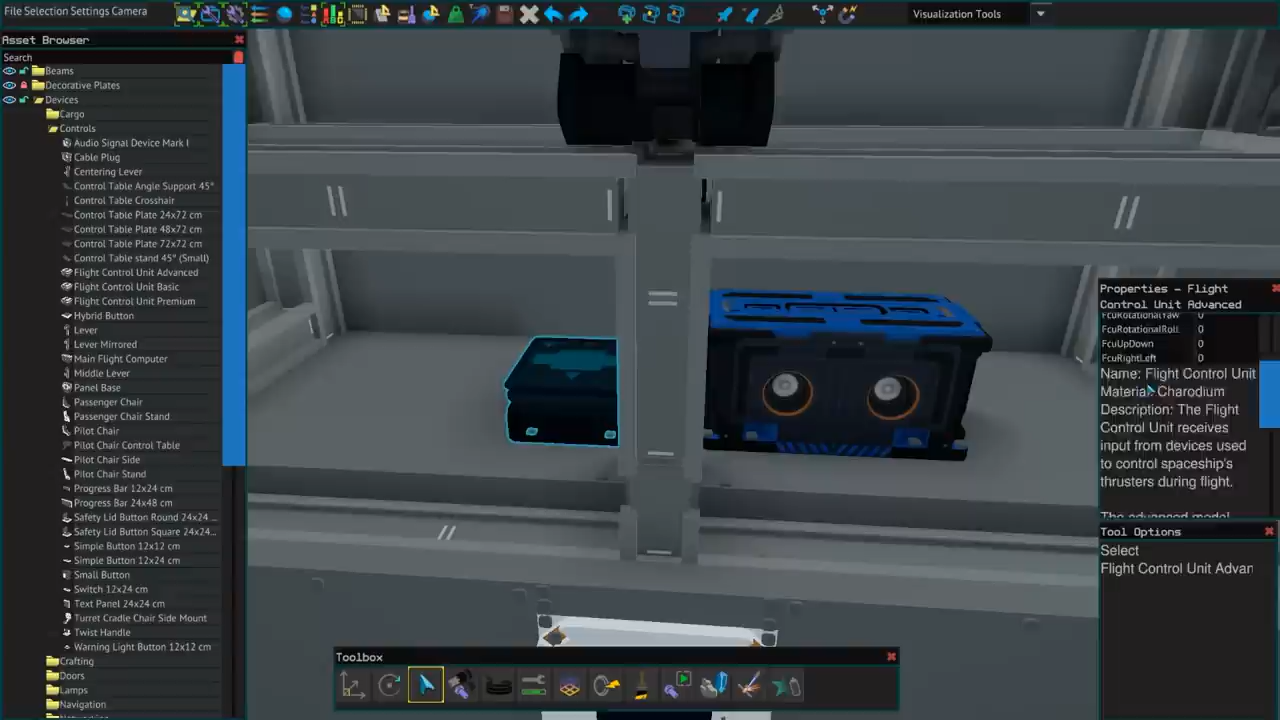 File Selection Settings Camera
Visualization Tools
Asset Browser
Search
Beams
Decorative Plates
Devices
Cargo
Controls
Audio Signal Device Mark I
Cable Plug
Centering Lever
Control Table Angle Support 45°
Control Table Crosshair
Control Table Plate 24x72 cm
Control Table Plate 48x72 cm
Control Table Plate 72x72 cm
Control Table stand 45° (Small)
Flight Control Unit Advanced
Flight Control Unit Basic
Flight Control Unit Premium
Hybrid Button
Lever
Lever Mirrored
Main Flight Computer
Middle Lever
Panel Base
Passenger Chair
Passenger Chair Stand
Pilot Chair
Pilot Chair Control Table
Pilot Chair Side
Pilot Chair Stand
Progress Bar 12x24 cm
Progress Bar 24x48 cm
Safety Lid Button Round 24x24 ...
Safety Lid Button Square 24x24...
Simple Button 12x12 cm
Simple Button 12x24 cm
Small Button
Switch 12x24 cm
Text Panel 24x24 cm
Turret Cradle Chair Side Mount
Twist Handle
Warning Light Button 12x12 cm
Crafting
Doors
Lamps
Navigation
Properties - Flight
Control Unit Advanced
FcuRotationalYaw 0
FcuRotationalRoll 0
FcuUpDown 0
FcuRightLeft 0
Name: Flight Control Unit
Material: Charodium
Description: The Flight
Control Unit receives
input from devices used
to control spaceship's
thrusters during flight.
The advanced model
Tool Options
Select
Flight Control Unit Advan
Toolbox